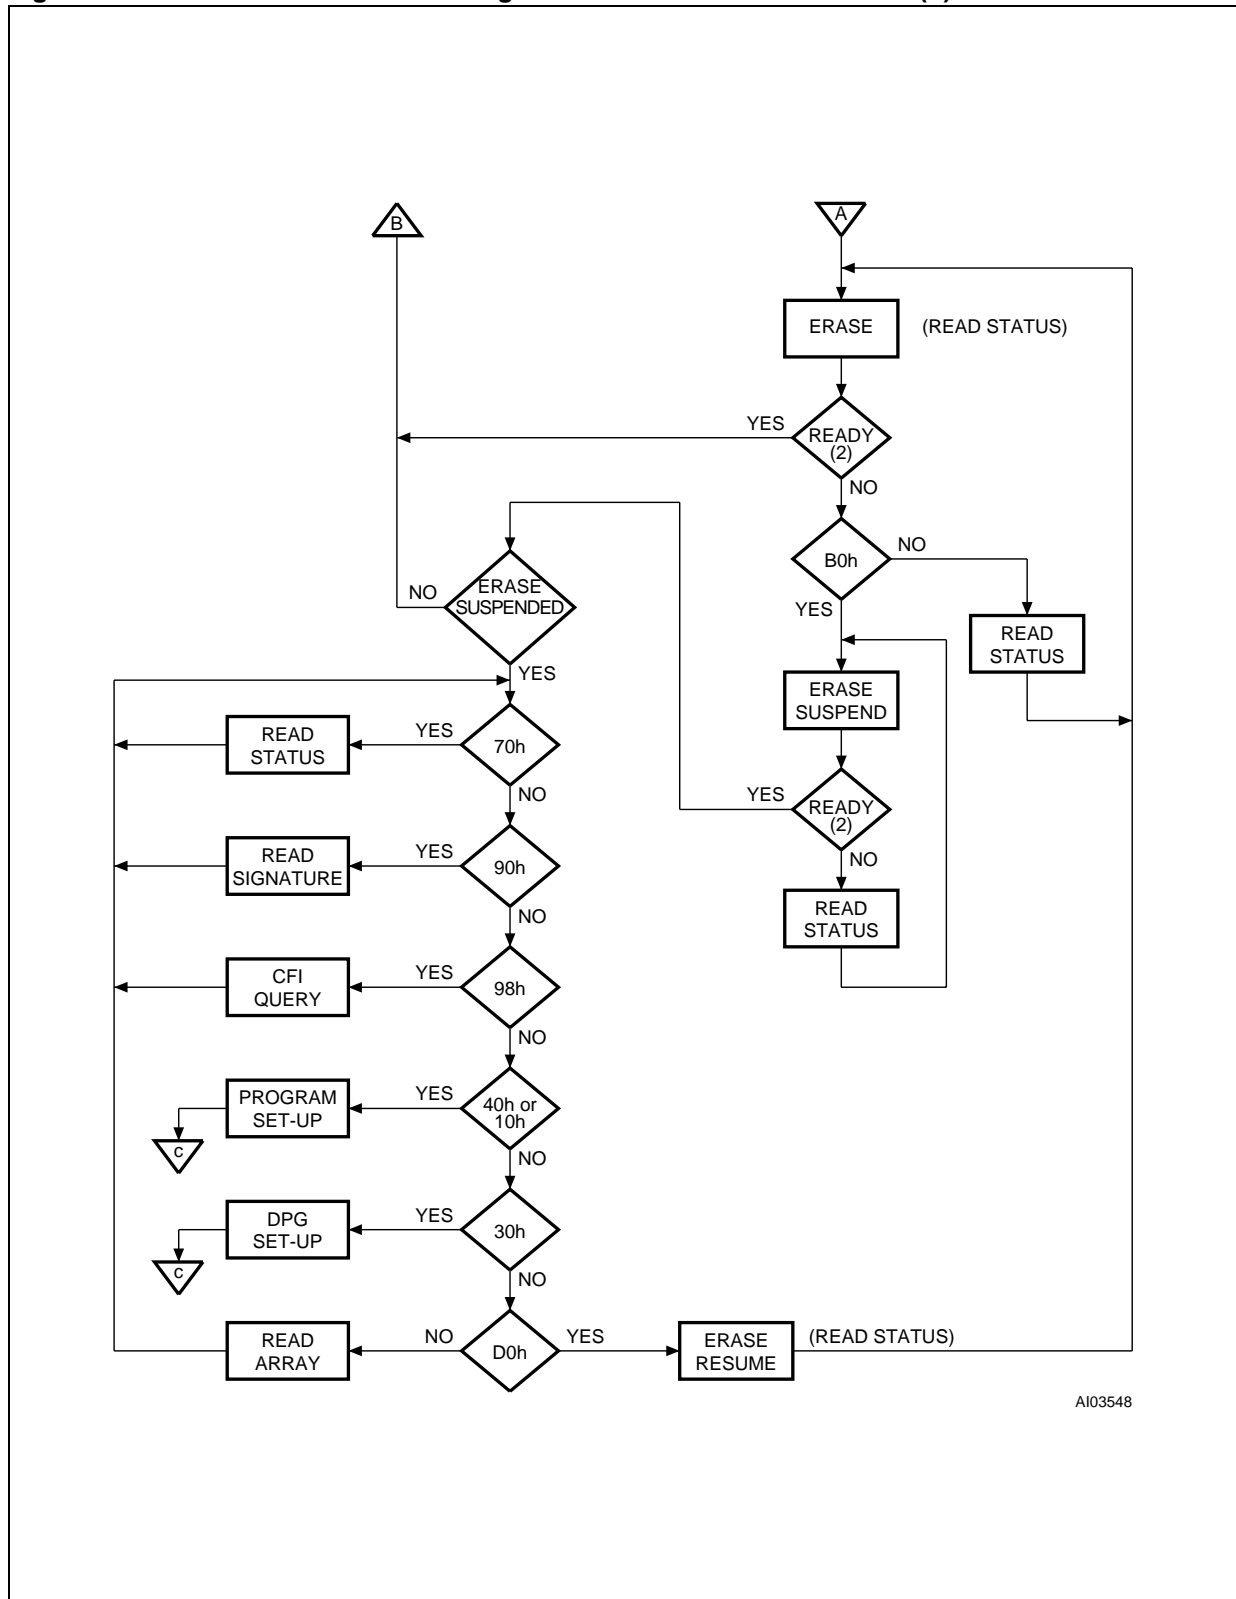 B
A
ERASE
(READ STATUS)
YES
READY
(2)
NO
B0h
NO
YES
NO
ERASE
SUSPENDED
READ
STATUS
YES
ERASE
SUSPEND
READ
STATUS
YES
70h
NO
YES
READY
(2)
NO
READ
SIGNATURE
YES
90h
NO
READ
STATUS
CFI
QUERY
YES
98h
NO
PROGRAM
SET-UP
YES
40h or
10h
NO
c
DPG
SET-UP
YES
30h
NO
c
READ
ARRAY
NO
D0h
YES
ERASE
RESUME
(READ STATUS)
AI03548